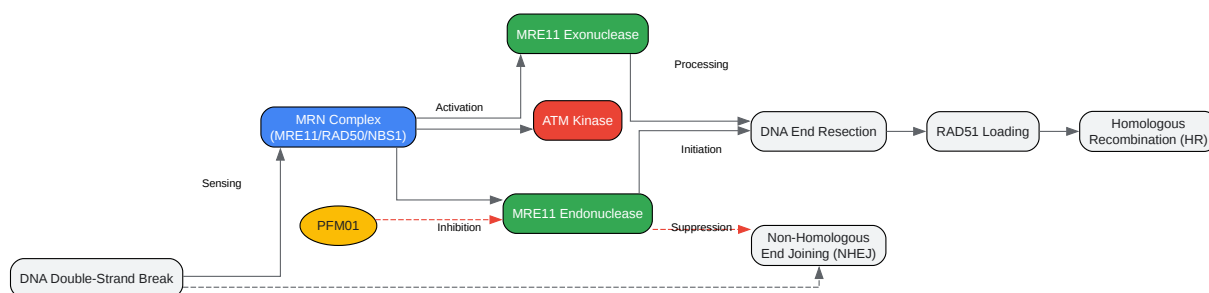 MRE11 Exonuclease
Processing
Activation
MRN Complex
(MRE11/RAD50/NBS1)
ATM Kinase
DNA End Resection
RAD51 Loading
Homologous
Recombination (HR)
Initiation
Sensing
MRE11 Endonuclease
PFM01
Inhibition
Suppression
Non-Homologous
End Joining (NHEJ)
DNA Double-Strand Break